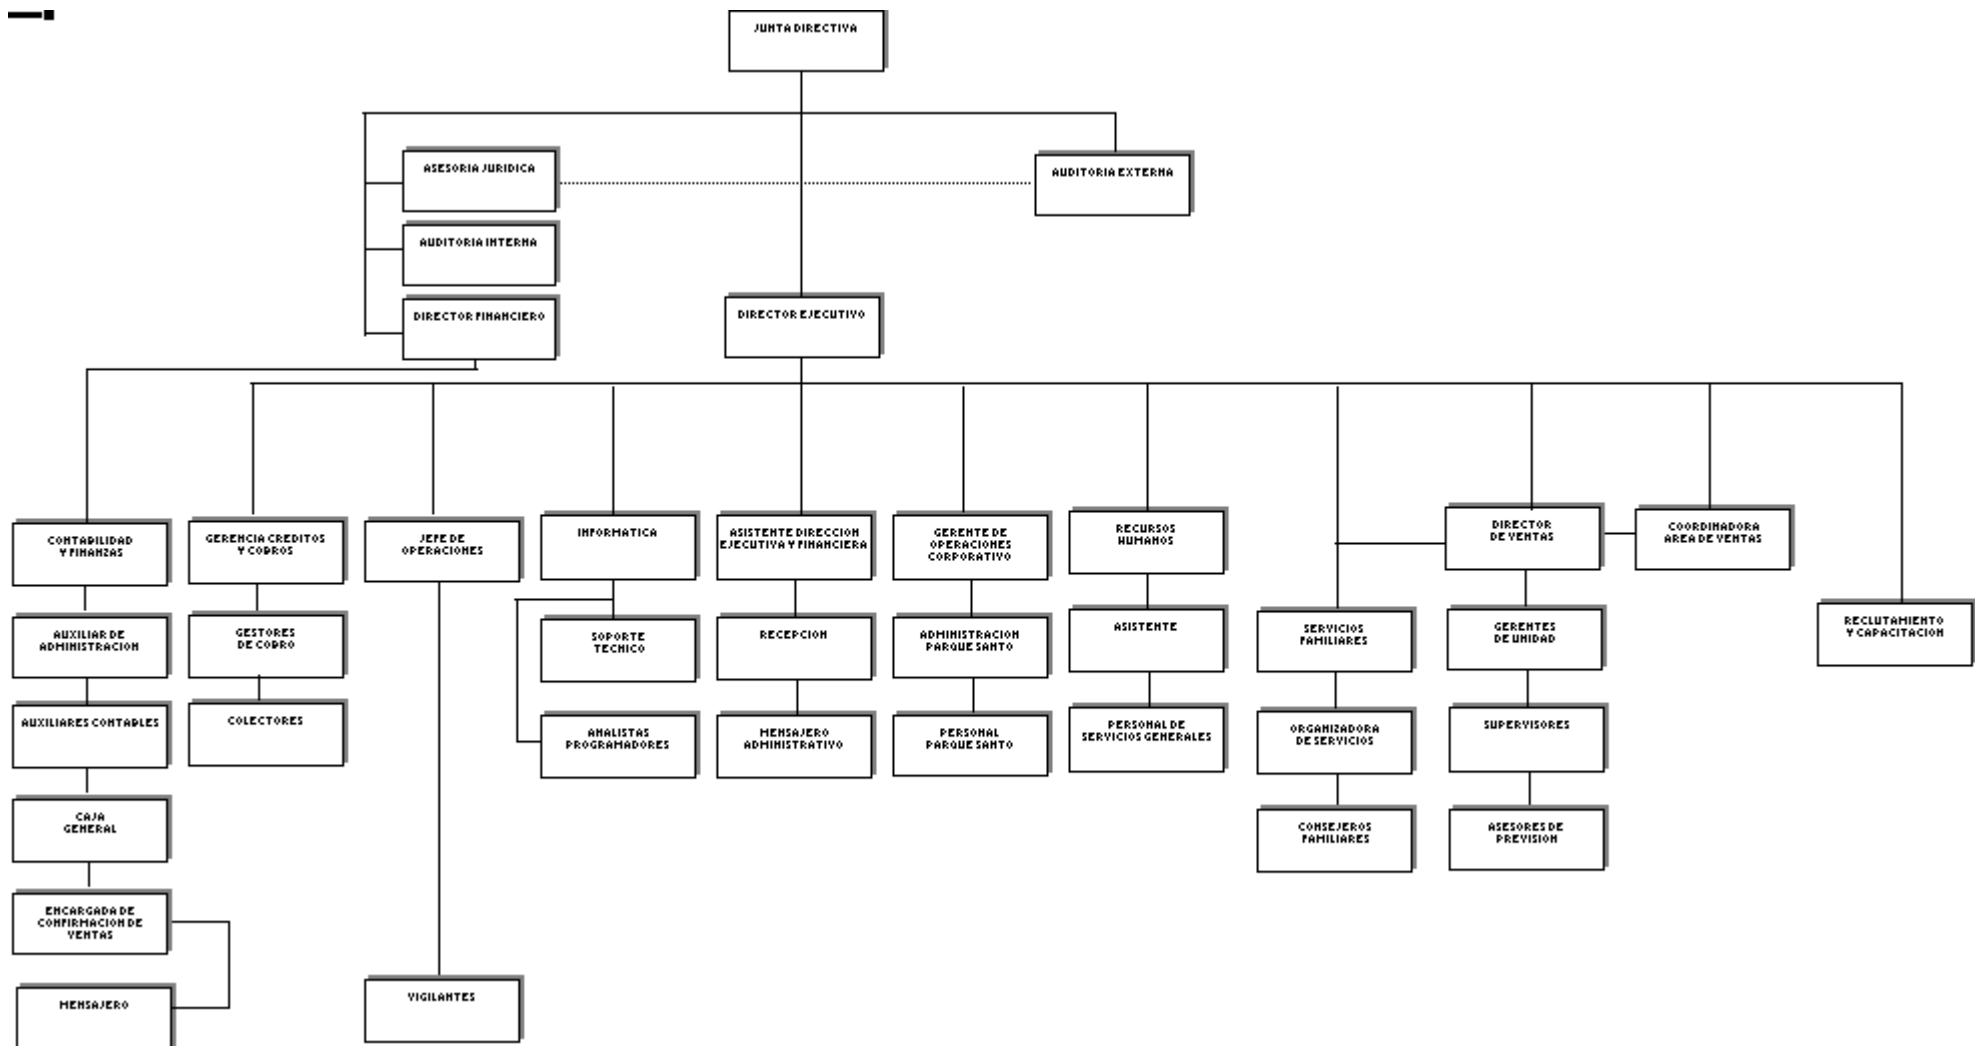 JUNTA DIRECTIVA
ASESORIA JURIDICA
AUDITORIA EXTERNA
AUDITORIA INTERNA
DIRECTOR FINANCIERO
DIRECTOR EJECUTIVO
CONTABILIDAD
Y FINANZAS
GERENCIA CREDITOS
Y COBROS
JEFE DE
OPERACIONES
INFORMATICA
ASISTENTE DIRECCION
EJECUTIVA Y FINANCIERA
GERENTE DE
OPERACIONES
CORPORATIVO
RECURSOS
HUMANOS
DIRECTOR
DE VENTAS
COORDINADORA
AREA DE VENTAS
AUXILIAR DE
ADMINISTRACION
GESTORES
DE COBRO
SOPORTE
TECNICO
RECEPCION
ADMINISTRACION
PARQUE SANTO
ASISTENTE
SERVICIOS
FAMILIARES
GERENTES
DE UNIDAD
RECLUTAMIENTO
Y CAPACITACION
AUXILIARES CONTABLES
COLECTORES
ANALISTAS
PROGRAMADORES
MENSAJERO
ADMINISTRATIVO
PERSONAL
PARQUE SANTO
PERSONAL DE
SERVICIOS GENERALES
ORGANIZADORA
DE SERVICIOS
SUPERVISORES
CAJA
GENERAL
CONSEJEROS
FAMILIARES
ASESORES DE
PREVISION
ENCARGADA DE
CONFIRMACION DE
VENTAS
MENSAJERO
VIGILANTES